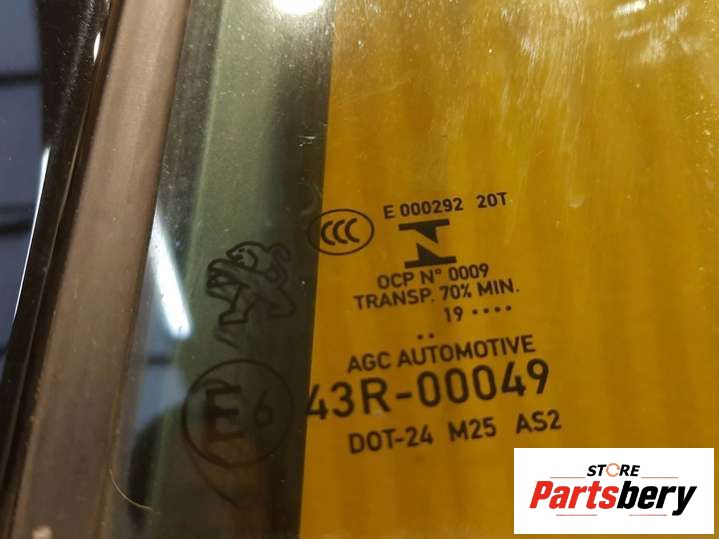 E 000292 20T
CCC
OCP N° 0009
TRANSP. 70% MIN.
19 ····
··
AGC AUTOMOTIVE
E6 43R-00049
DOT-24 M25 AS2
STORE
Partsbery